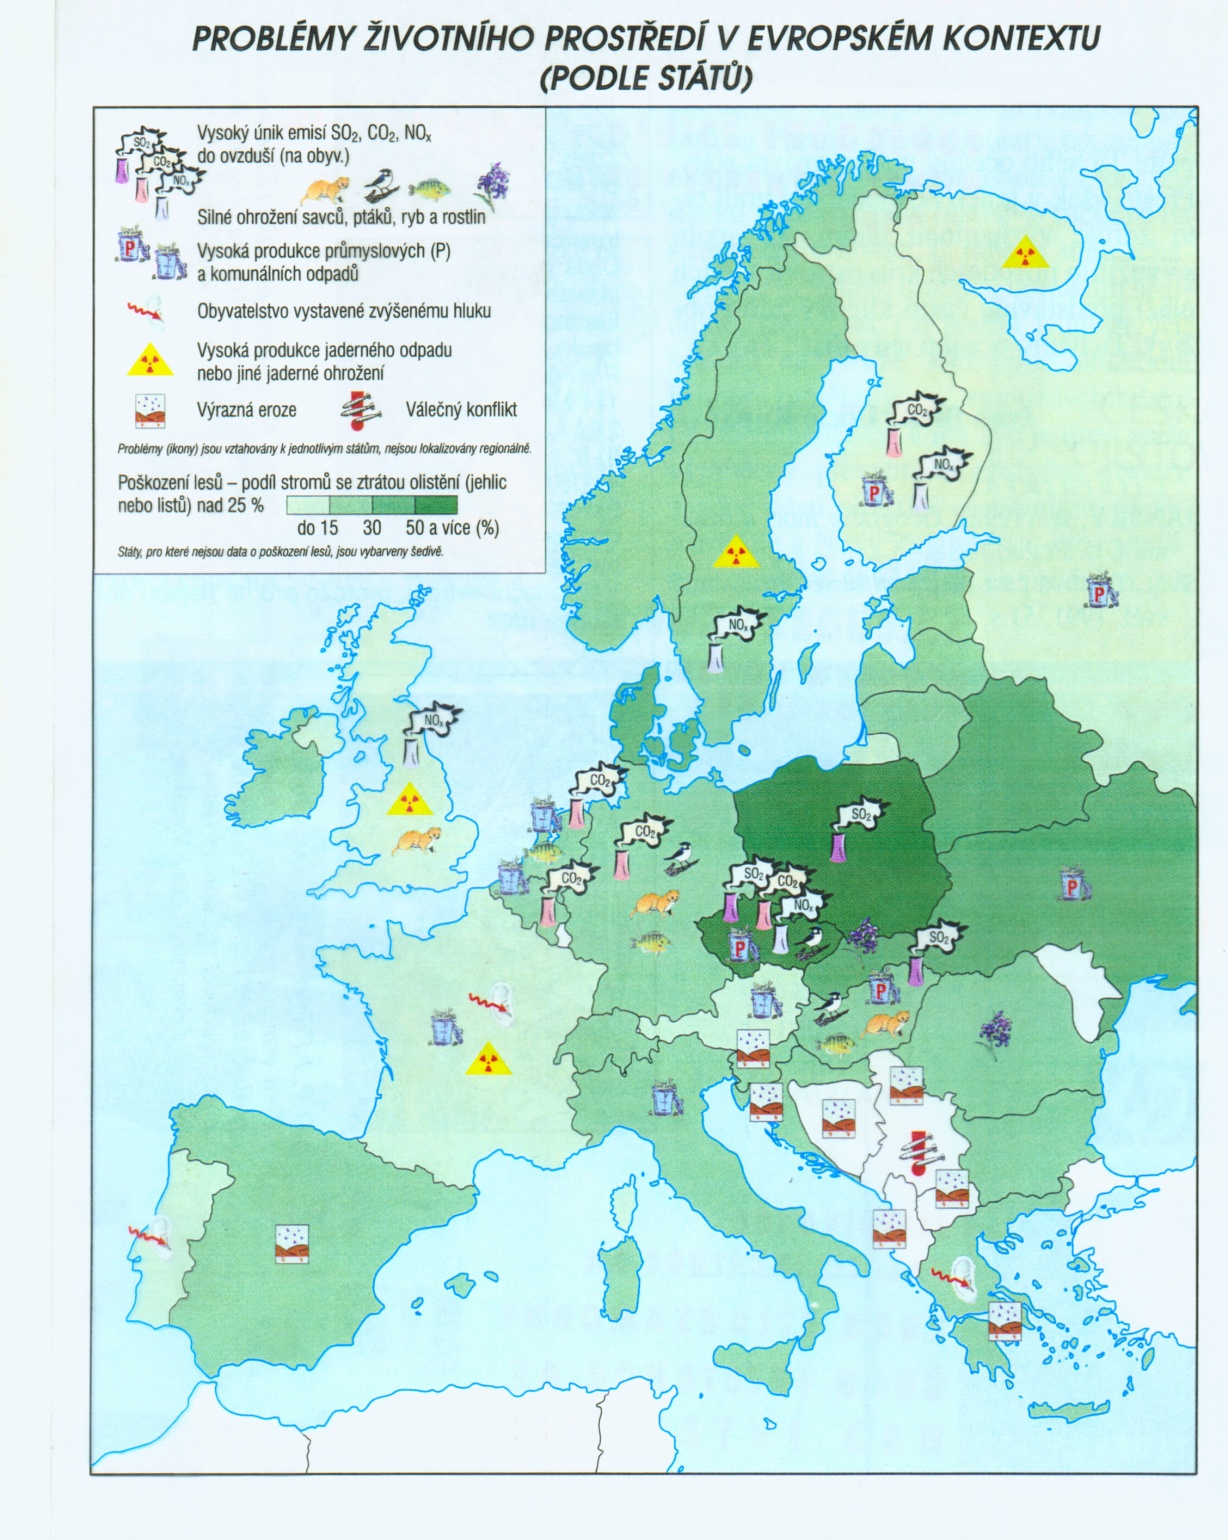 PROBLÉMY ŽIVOTNÍHO PROSTŘEDÍ V EVROPSKÉM KONTEXTU
(PODLE STÁTŮ)
SO₂
CO₂
NOₓ
Vysoký únik emisí SO₂, CO₂, NOₓ
do ovzduší (na obyv.)
Silné ohrožení savců, ptáků, ryb a rostlin
P
Vysoká produkce průmyslových (P)
a komunálních odpadů
Obyvatelstvo vystavené zvýšenému hluku
Vysoká produkce jaderného odpadu
nebo jiné jaderné ohrožení
Výrazná eroze
Válečný konflikt
Problémy (ikony) jsou vztahovány k jednotlivým státům, nejsou lokalizovány regionálně.
Poškození lesů – podíl stromů se ztrátou olistění (jehlic
nebo listů) nad 25 %
do 15 30 50 a více (%)
Státy, pro které nejsou data o poškození lesů, jsou vybarveny šedivě.
CO₂
NOₓ
P
P
NOₓ
NOₓ
CO₂
SO₂
CO₂
CO₂
SO₂
CO₂
NOₓ
P
P
SO₂
P